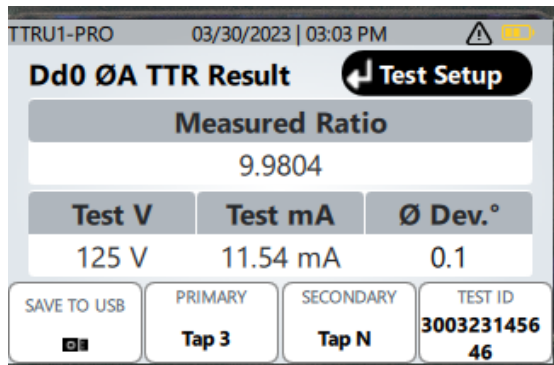 TTRU1-PRO 03/30/2023 | 03:03 PM
Dd0 ØA TTR Result Test Setup
Measured Ratio
9.9804
Test V Test mA Ø Dev.°
125 V 11.54 mA 0.1
SAVE TO USB PRIMARY SECONDARY TEST ID
Tap 3 Tap N 3003231456
46